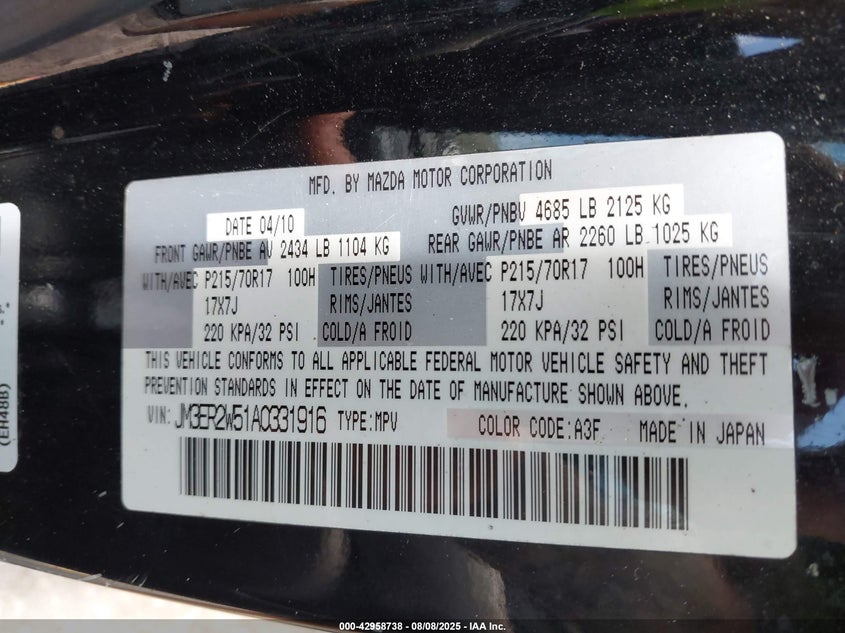 MFD. BY MAZDA MOTOR CORPORATION
DATE 04/10
GVWR/PNBV 4685 LB 2125 KG
FRONT GAWR/PNBE AV 2434 LB 1104 KG
REAR GAWR/PNBE AR 2260 LB 1025 KG
WITH/AVEC P215/70R17 100H TIRES/PNEUS WITH/AVEC P215/70R17 100H TIRES/PNEUS
17X7J RIMS/JANTES 17X7J RIMS/JANTES
220 KPA/32 PSI COLD/A FROID 220 KPA/32 PSI COLD/A FROID
THIS VEHICLE CONFORMS TO ALL APPLICABLE FEDERAL MOTOR VEHICLE SAFETY AND THEFT
PREVENTION STANDARDS IN EFFECT ON THE DATE OF MANUFACTURE SHOWN ABOVE.
VIN: JM3ER2W51A0331916 TYPE:MPV COLOR CODE:A3F MADE IN JAPAN
(EH48B)
000-42958738 - 08/08/2025 - IAA Inc.